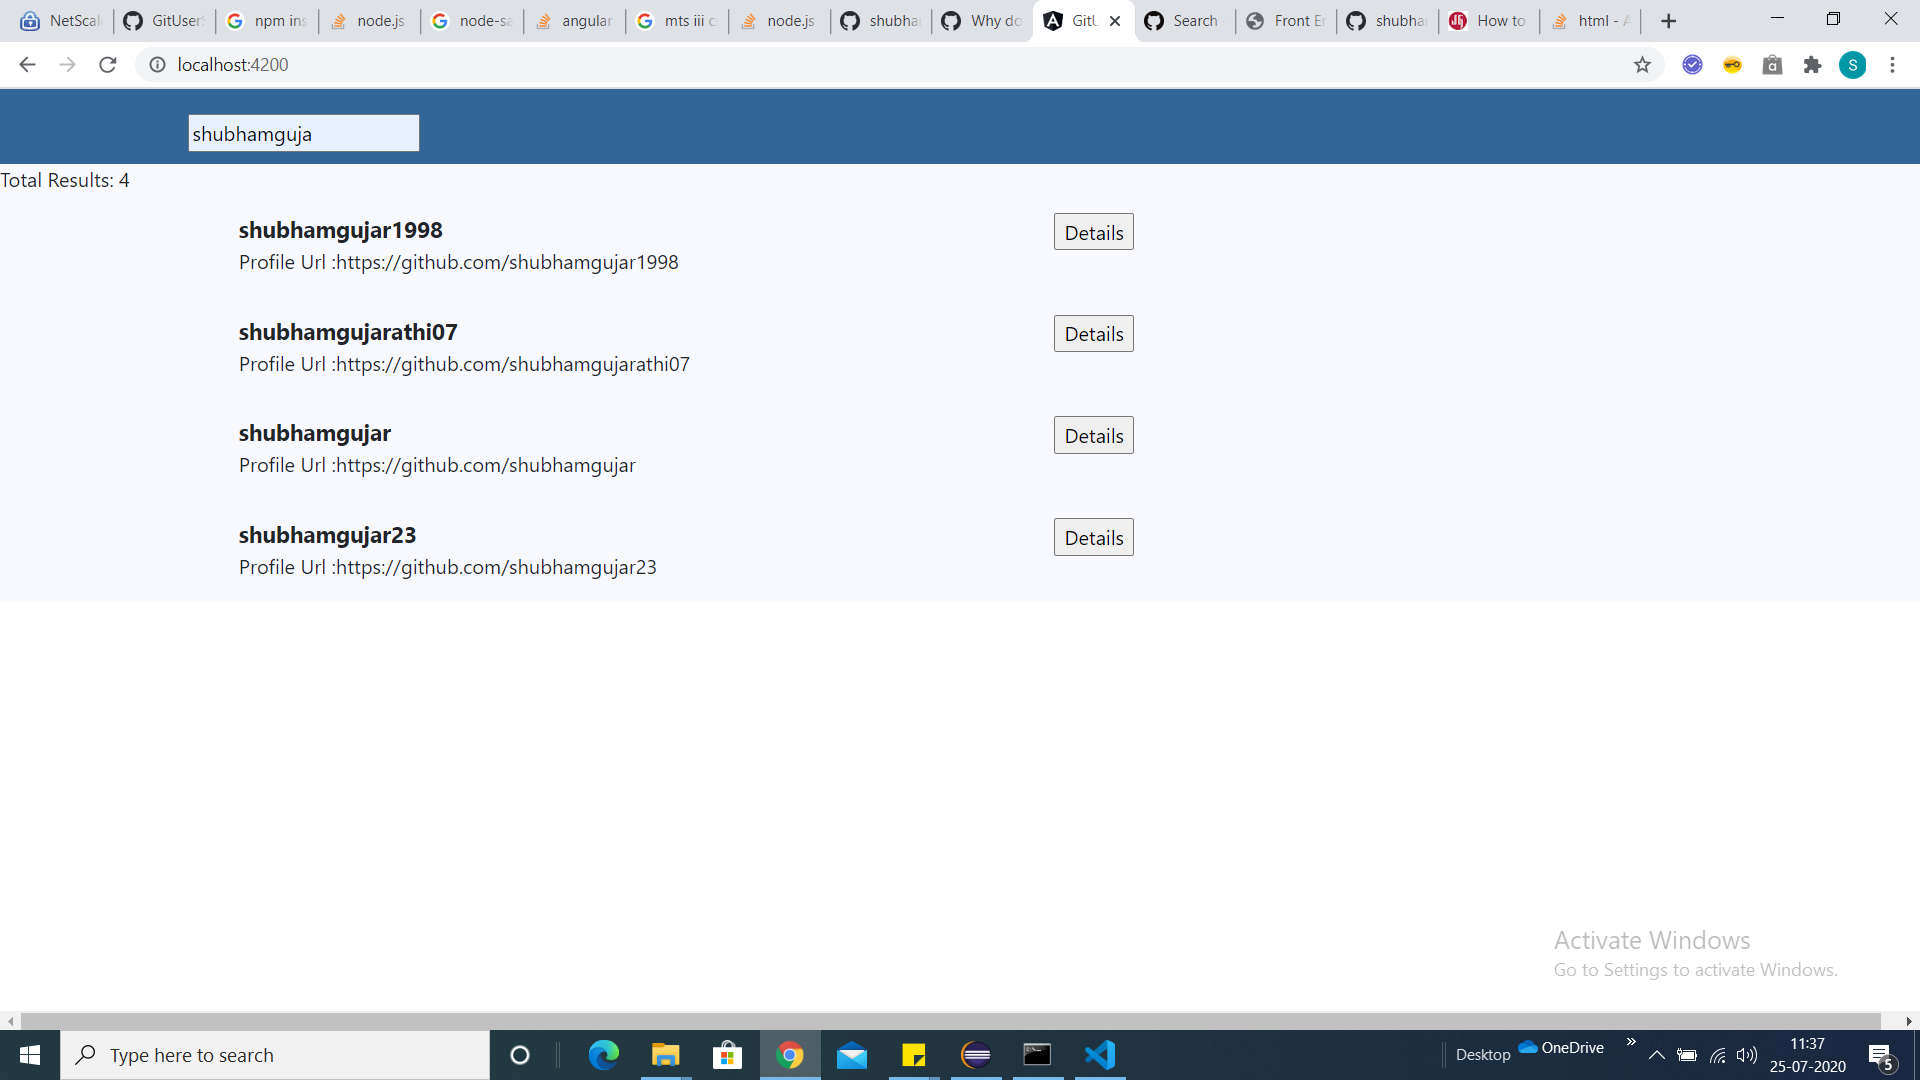 NetScal
GitUserS
npm ins
node.js
node-sa
angular
mts iii c
node.js
shubhar
Why do
GitU
Search
Front En
shubhar
How to
html - A
localhost:4200
S
shubhamguja
Total Results: 4
shubhamgujar1998
Details
Profile Url :https://github.com/shubhamgujar1998
shubhamgujarathi07
Details
Profile Url :https://github.com/shubhamgujarathi07
shubhamgujar
Details
Profile Url :https://github.com/shubhamgujar
shubhamgujar23
Details
Profile Url :https://github.com/shubhamgujar23
Activate Windows
Go to Settings to activate Windows.
Type here to search
Desktop
OneDrive
11:37
25-07-2020
5